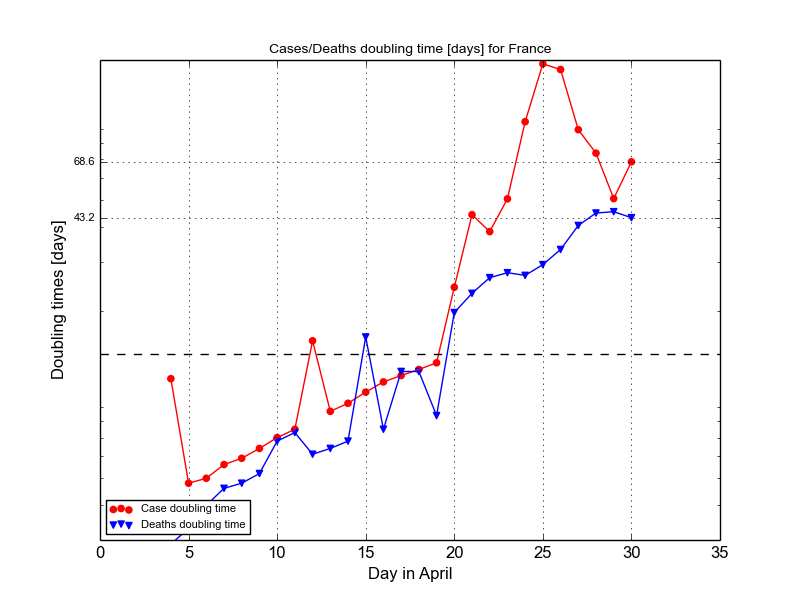 Cases/Deaths doubling time [days] for France
68.6
43.2
Doubling times [days]
Case doubling time
Deaths doubling time
0 5 10 15 20 25 30 35
Day in April